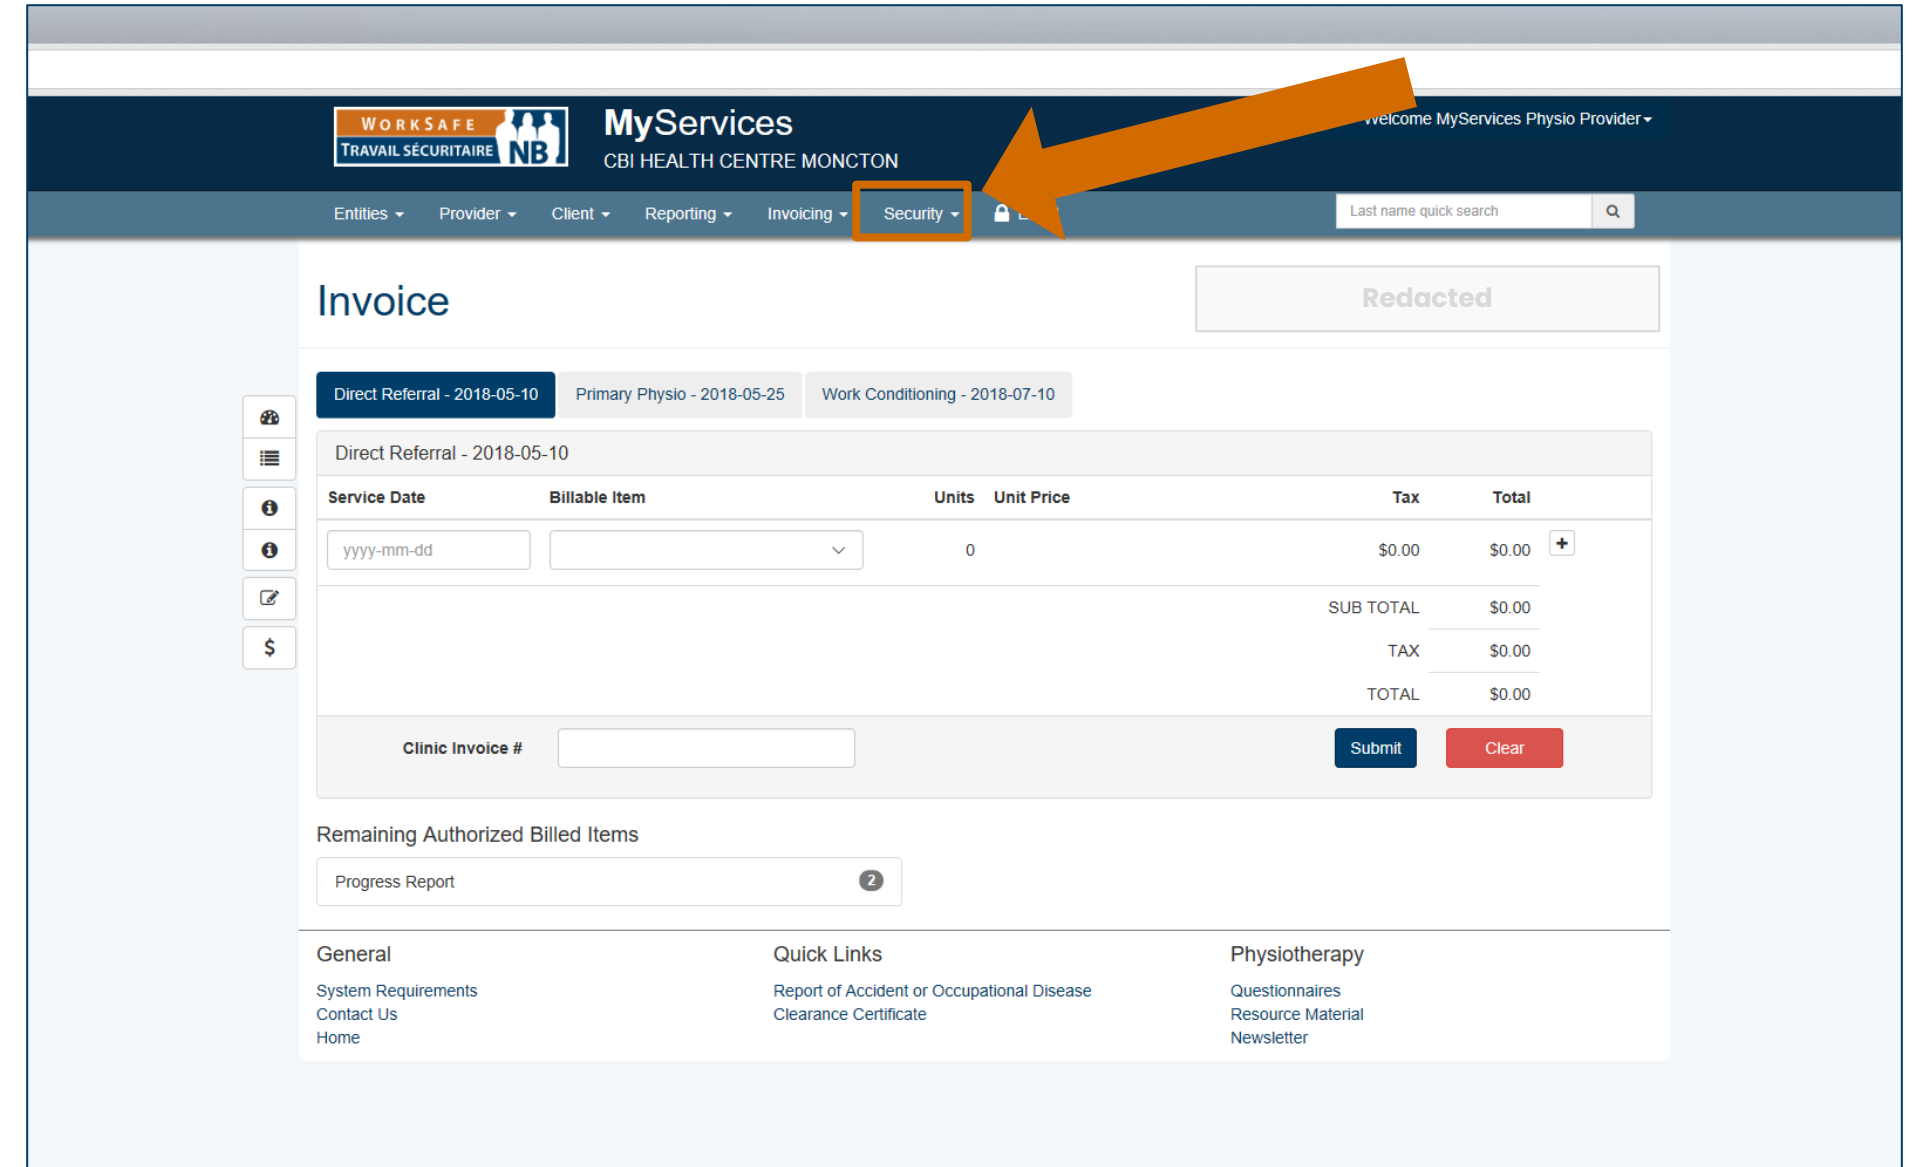 WORKSAFE
TRAVAIL SÉCURITAIRE NB
MyServices
CBI HEALTH CENTRE MONCTON
Welcome MyServices Physio Provider
Entities Provider Client Reporting Invoicing Security
Last name quick search
Invoice
Redacted
Direct Referral - 2018-05-10 Primary Physio - 2018-05-25 Work Conditioning - 2018-07-10
Direct Referral - 2018-05-10
Service Date Billable Item Units Unit Price Tax Total
yyyy-mm-dd 0 $0.00 $0.00 +
SUB TOTAL $0.00
TAX $0.00
$
TOTAL $0.00
Clinic Invoice # Submit Clear
Remaining Authorized Billed Items
Progress Report 2
General
System Requirements
Contact Us
Home
Quick Links
Report of Accident or Occupational Disease
Clearance Certificate
Physiotherapy
Questionnaires
Resource Material
Newsletter